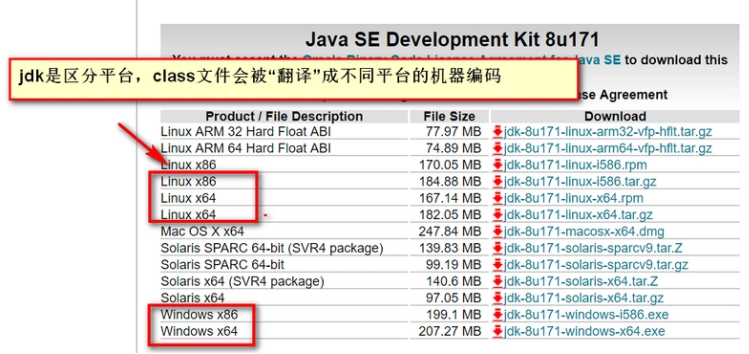 Java SE Development Kit 8u171
You must accept the Oracle Binary Code License Agreement for Java SE to download this
jdk是区分平台，class文件会被“翻译”成不同平台的机器编码
se Agreement
Product / File Description File Size Download
Linux ARM 32 Hard Float ABI 77.97 MB jdk-8u171-linux-arm32-vfp-hflt.tar.gz
Linux ARM 64 Hard Float ABI 74.89 MB jdk-8u171-linux-arm64-vfp-hflt.tar.gz
Linux x86 170.05 MB jdk-8u171-linux-i586.rpm
Linux x86 184.88 MB jdk-8u171-linux-i586.tar.gz
Linux x64 167.14 MB jdk-8u171-linux-x64.rpm
Linux x64 182.05 MB jdk-8u171-linux-x64.tar.gz
Mac OS X x64 247.84 MB jdk-8u171-macosx-x64.dmg
Solaris SPARC 64-bit (SVR4 package) 139.83 MB jdk-8u171-solaris-sparcv9.tar.Z
Solaris SPARC 64-bit 99.19 MB jdk-8u171-solaris-sparcv9.tar.gz
Solaris x64 (SVR4 package) 140.6 MB jdk-8u171-solaris-x64.tar.Z
Solaris x64 97.05 MB jdk-8u171-solaris-x64.tar.gz
Windows x86 199.1 MB jdk-8u171-windows-i586.exe
Windows x64 207.27 MB jdk-8u171-windows-x64.exe